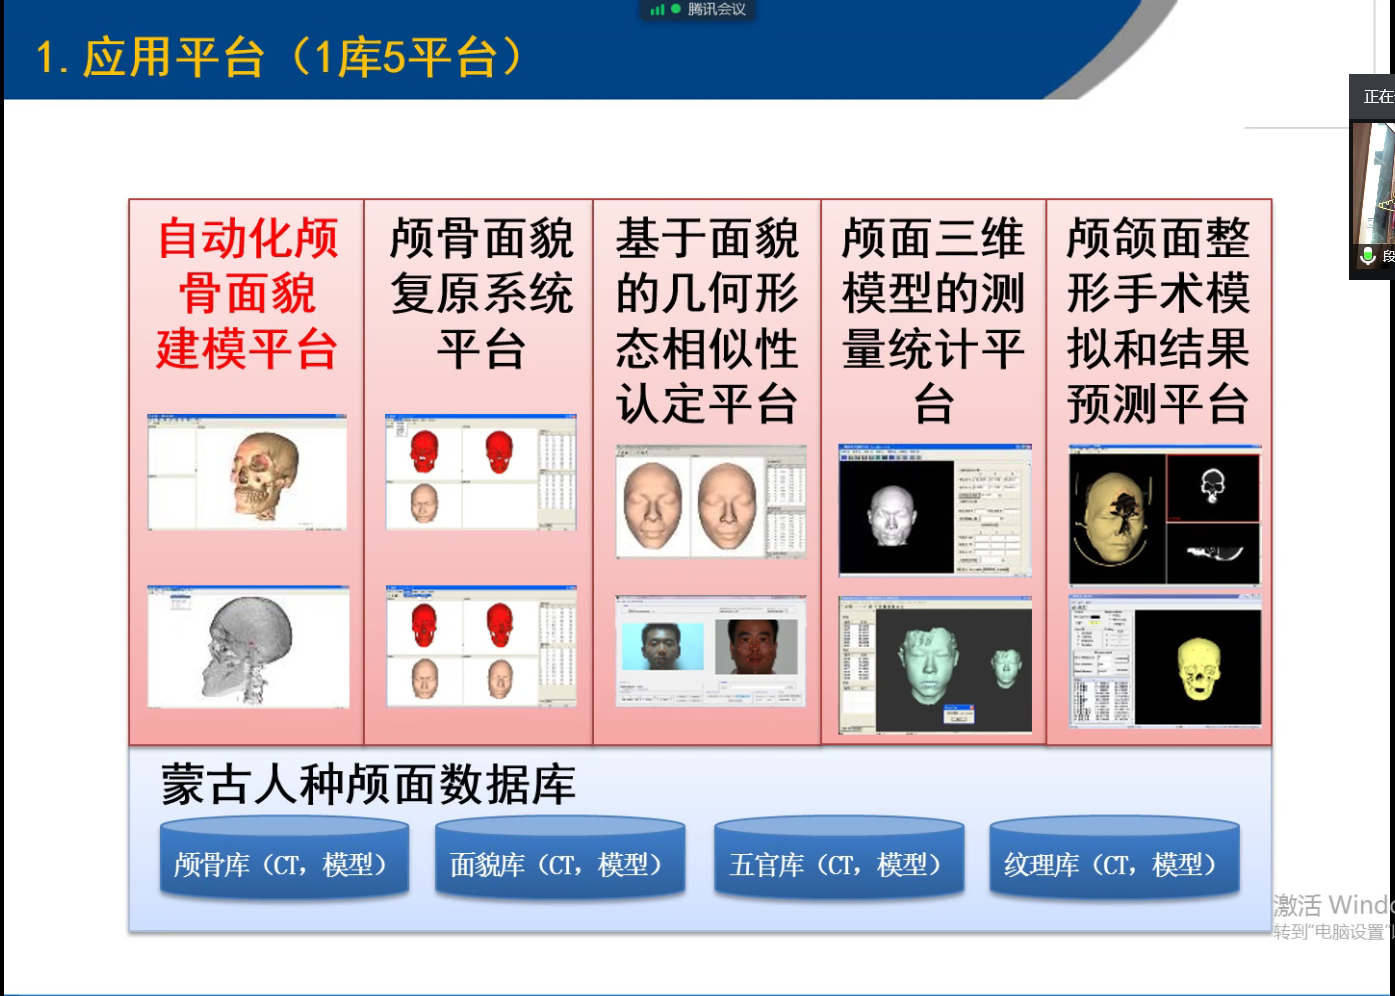 腾讯会议
1. 应用平台（1库5平台）
正在
段
自动化颅
骨面貌
建模平台
颅骨面貌
复原系统
平台
基于面貌
的几何形
态相似性
认定平台
颅面三维
模型的测
量统计平
台
颅颌面整
形手术模
拟和结果
预测平台
蒙古人种颅面数据库
颅骨库（CT，模型）
面貌库（CT，模型）
五官库（CT，模型）
纹理库（CT，模型）
激活 Windo
转到"电脑设置"